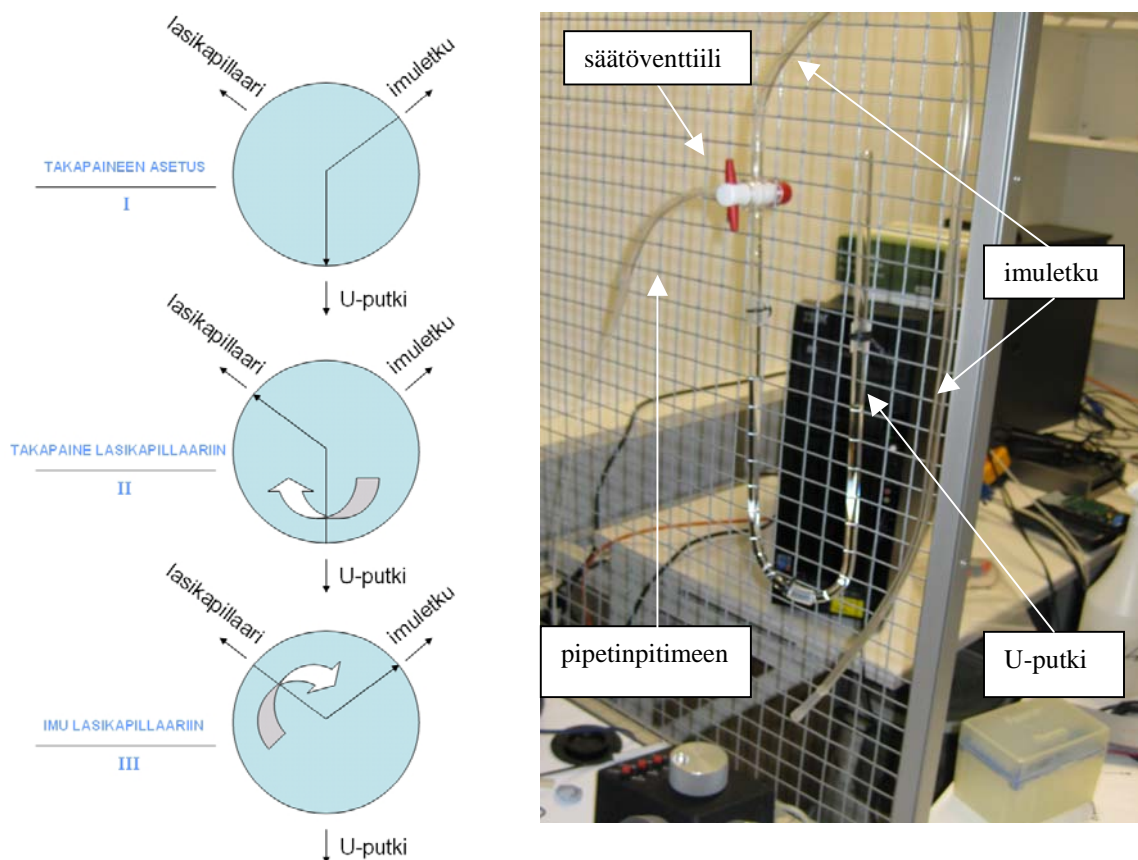 lasikapillaari
imuletku
TAKAPAINEEN ASETUS
I
U-putki
lasikapillaari
imuletku
TAKAPAINE LASIKAPILLAARIIN
II
U-putki
lasikapillaari
imuletku
IMU LASIKAPILLAARIIN
III
U-putki
säätöventtiili
imuletku
pipetinpitimeen
U-putki